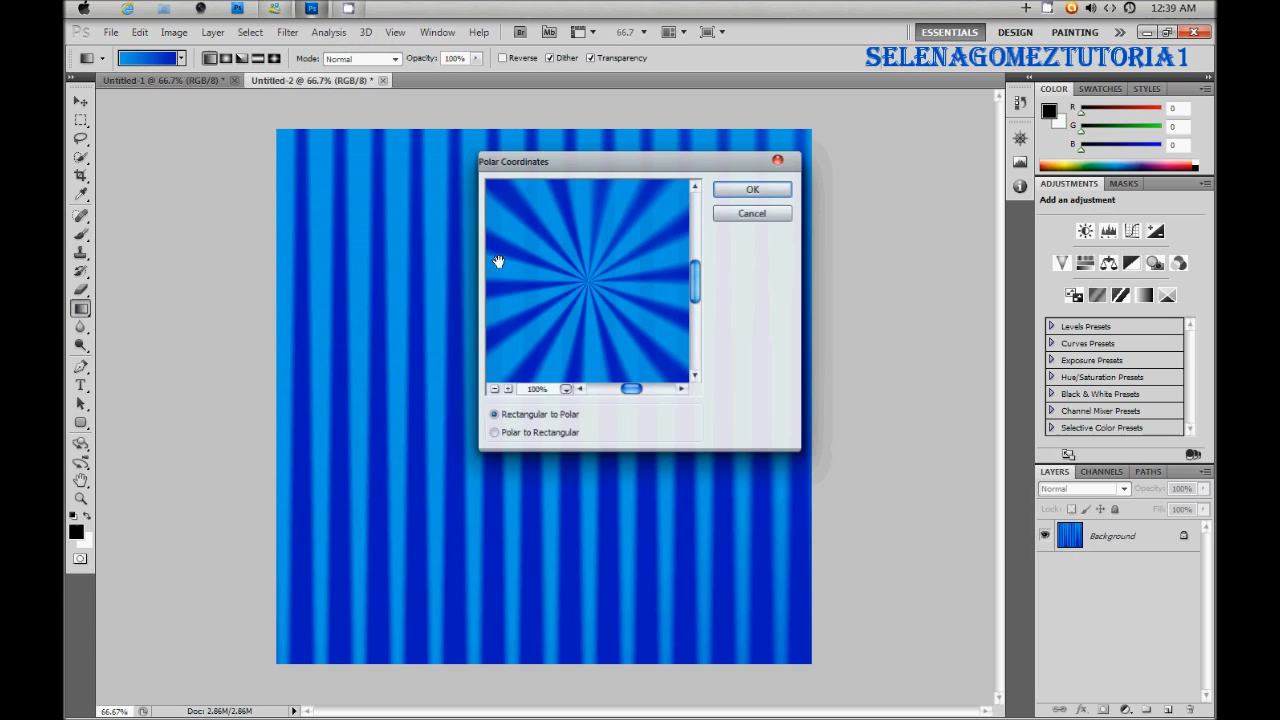 12:39 AM
Ps File Edit Image Layer Select Filter Analysis 3D View Window Help Br Mb 66.7 ESSENTIALS DESIGN PAINTING
Mode: Normal Opacity: 100% Reverse Dither Transparency
SELENAGOMEZTUTORIA1
Untitled-1 @ 66.7% (RGB/8) * Untitled-2 @ 66.7% (RGB/8) *
COLOR SWATCHES STYLES
R 0
G 0
B 0
ADJUSTMENTS MASKS
Add an adjustment
Levels Presets
Curves Presets
Exposure Presets
Hue/Saturation Presets
Black & White Presets
Channel Mixer Presets
Selective Color Presets
LAYERS CHANNELS PATHS
Normal Opacity: 100%
Lock: Fill: 100%
Background
Polar Coordinates
OK
Cancel
100%
Rectangular to Polar
Polar to Rectangular
66.67% Doc: 2.86M/2.86M